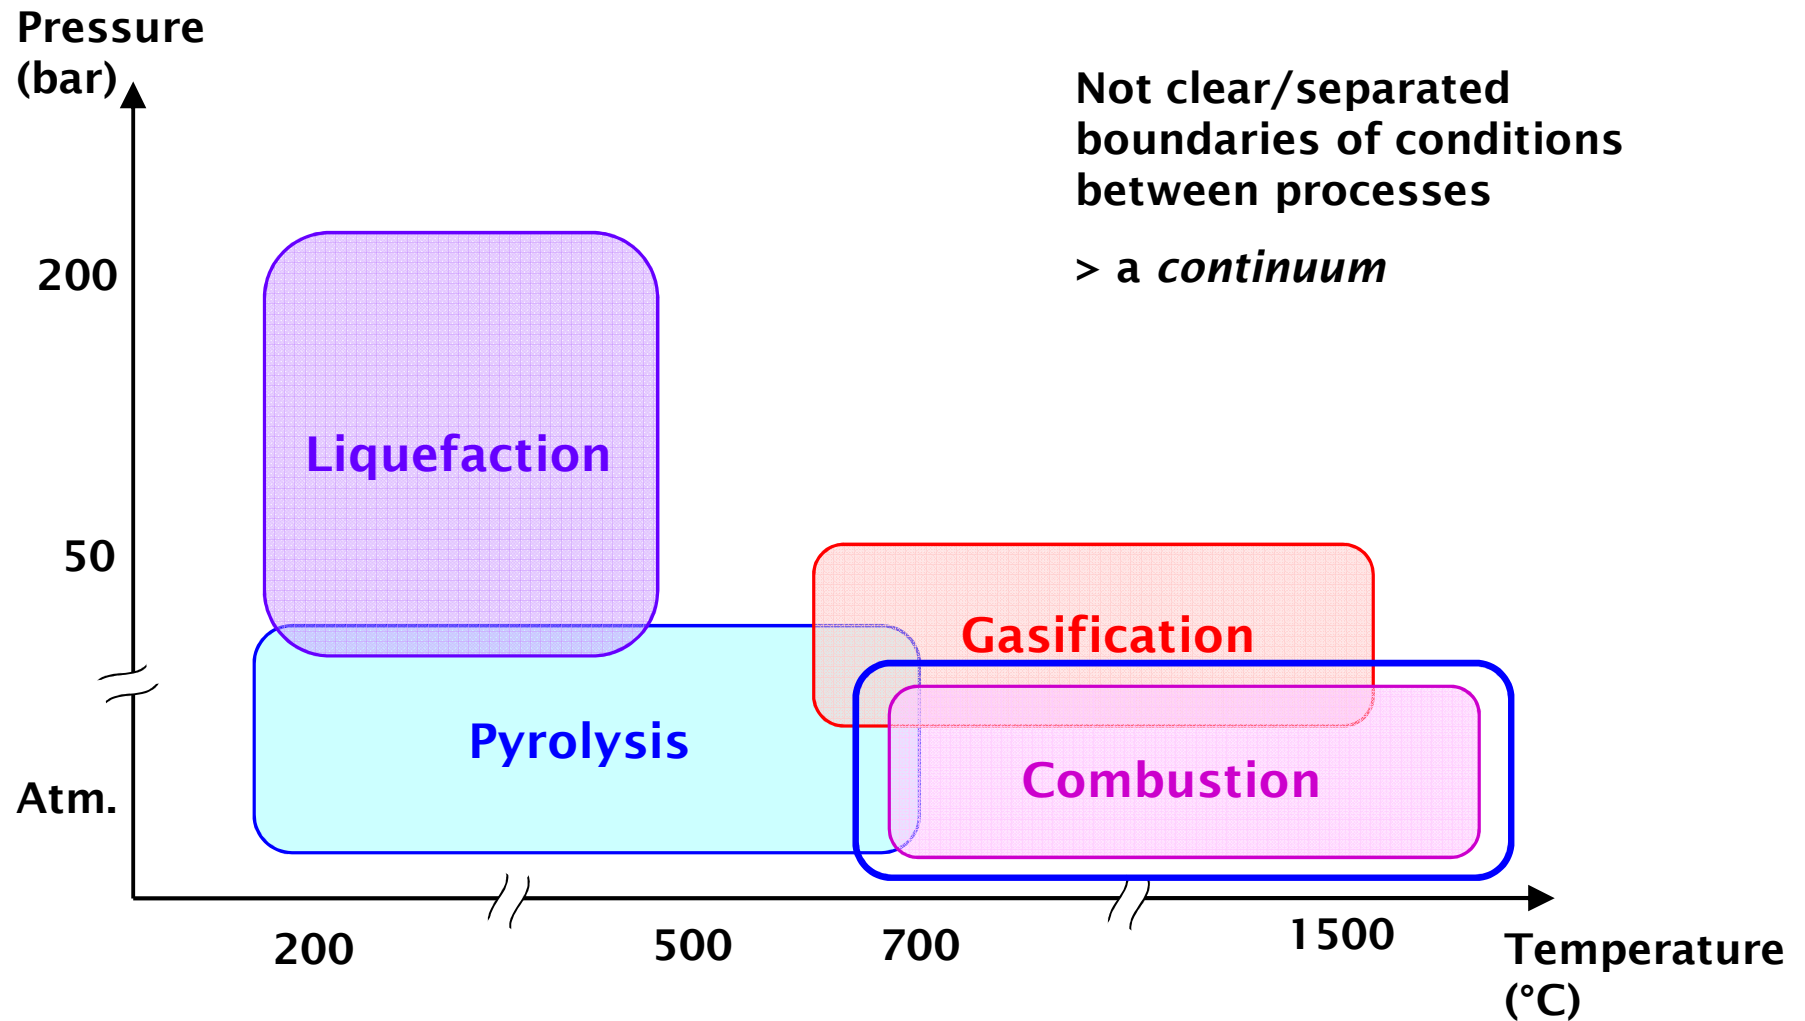 Pressure
(bar)
Not clear/separated
boundaries of conditions
between processes
> a continuum
200
Liquefaction
50
Gasification
Pyrolysis
Combustion
Atm.
200
500
700
1500
Temperature
(°C)